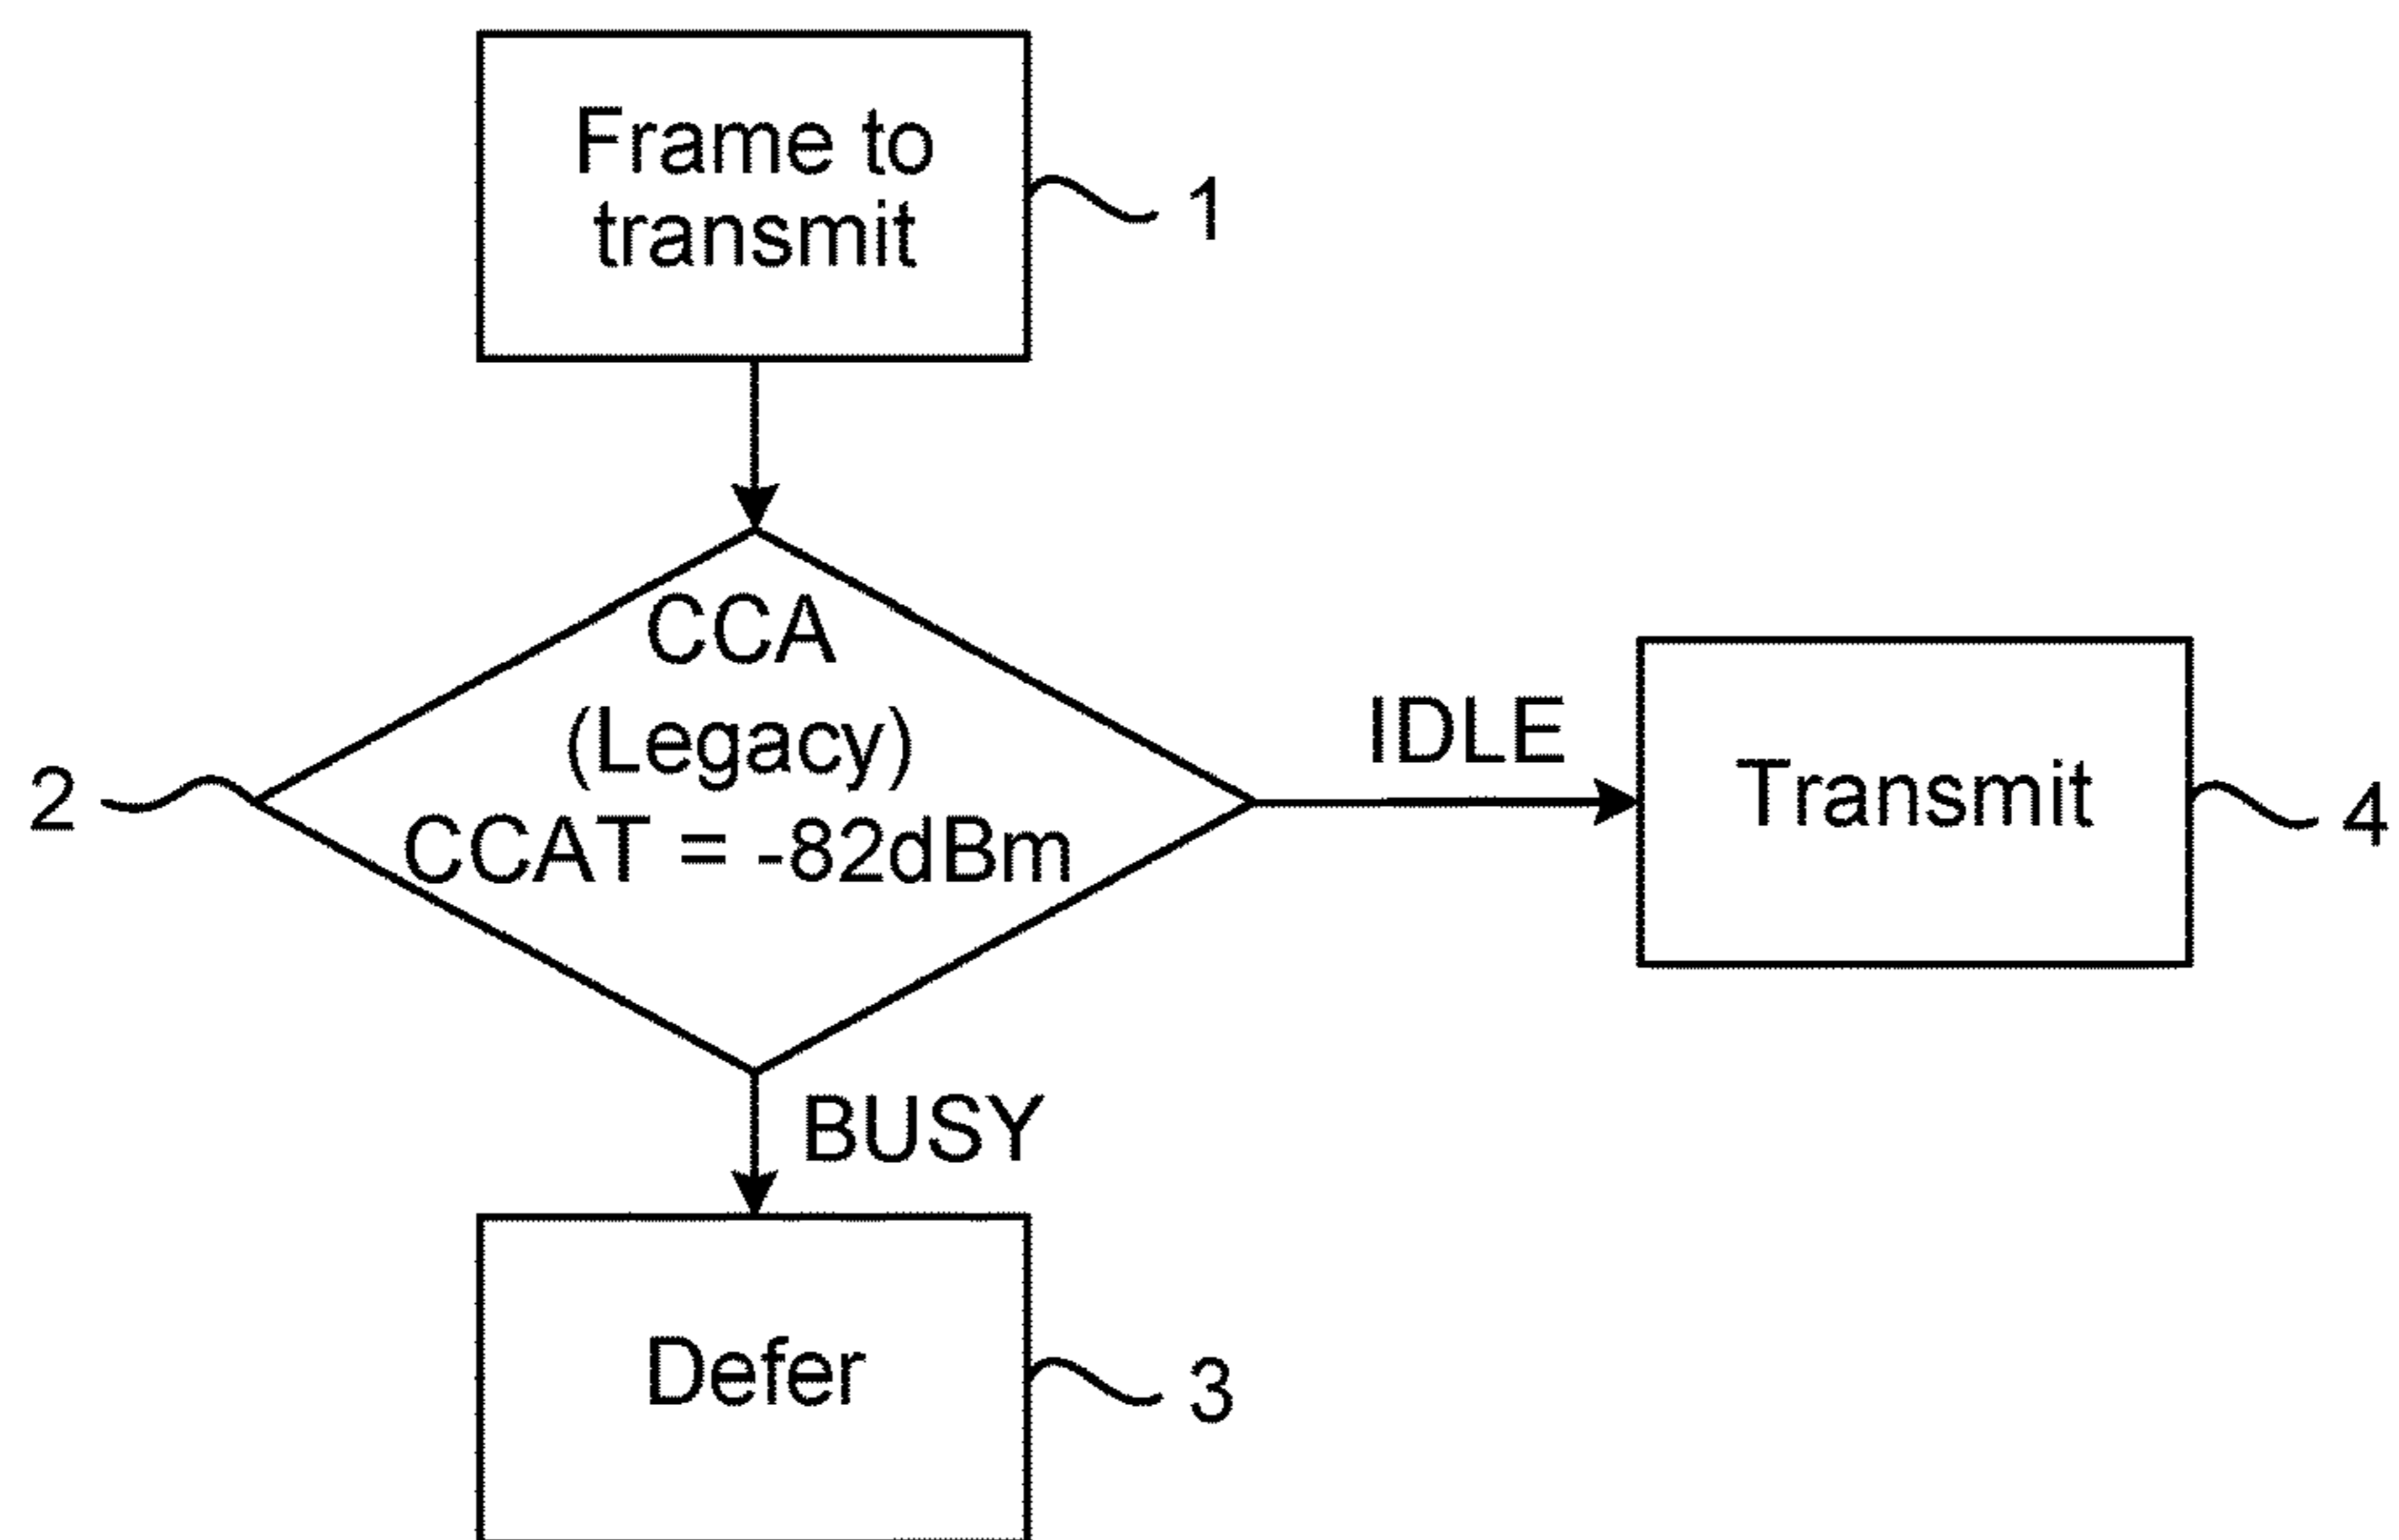 Frame to
transmit
1
CCA
(Legacy)
CCAT = -82dBm
2
IDLE
Transmit
4
BUSY
Defer
3